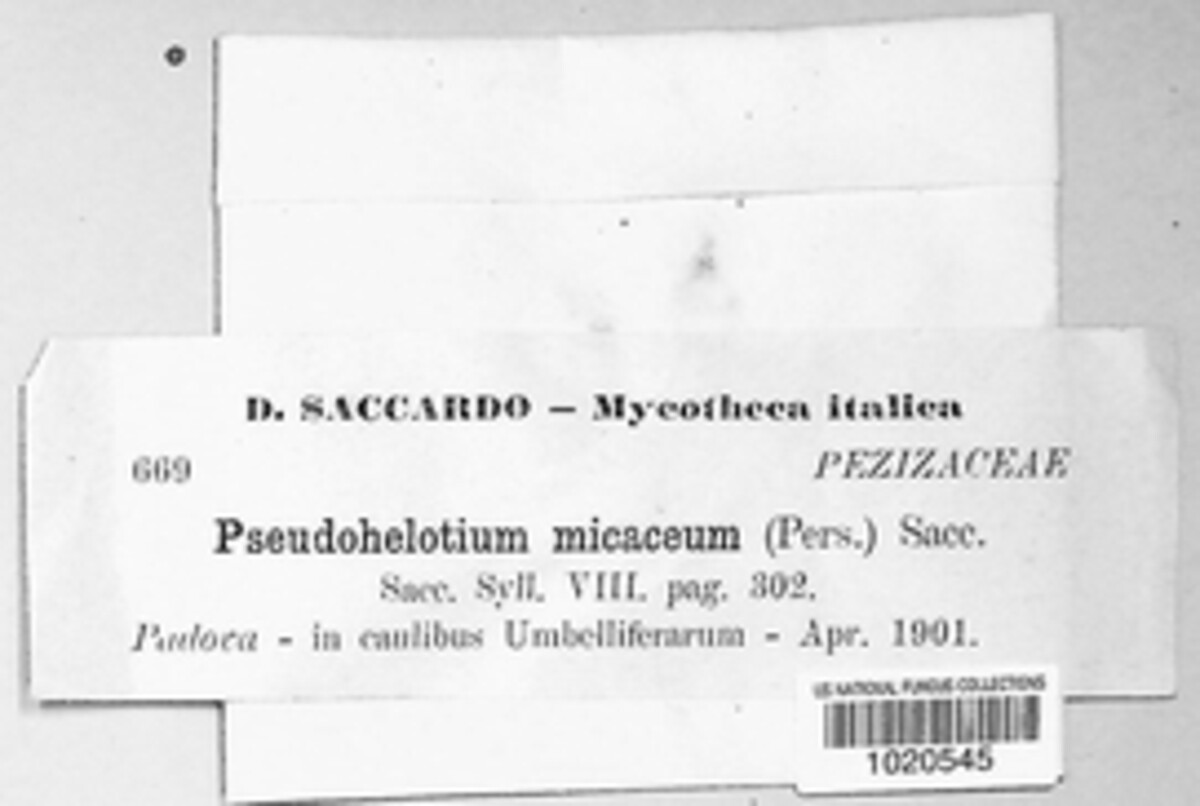 D. SACCARDO — Mycotheca italica
669 PEZIZACEAE
Pseudohelotium micaceum (Pers.) Sacc.
Sacc. Syll. VIII. pag. 302.
Padova - in caulibus Umbelliferarum - Apr. 1901.
US NATIONAL FUNGUS COLLECTIONS
1020545